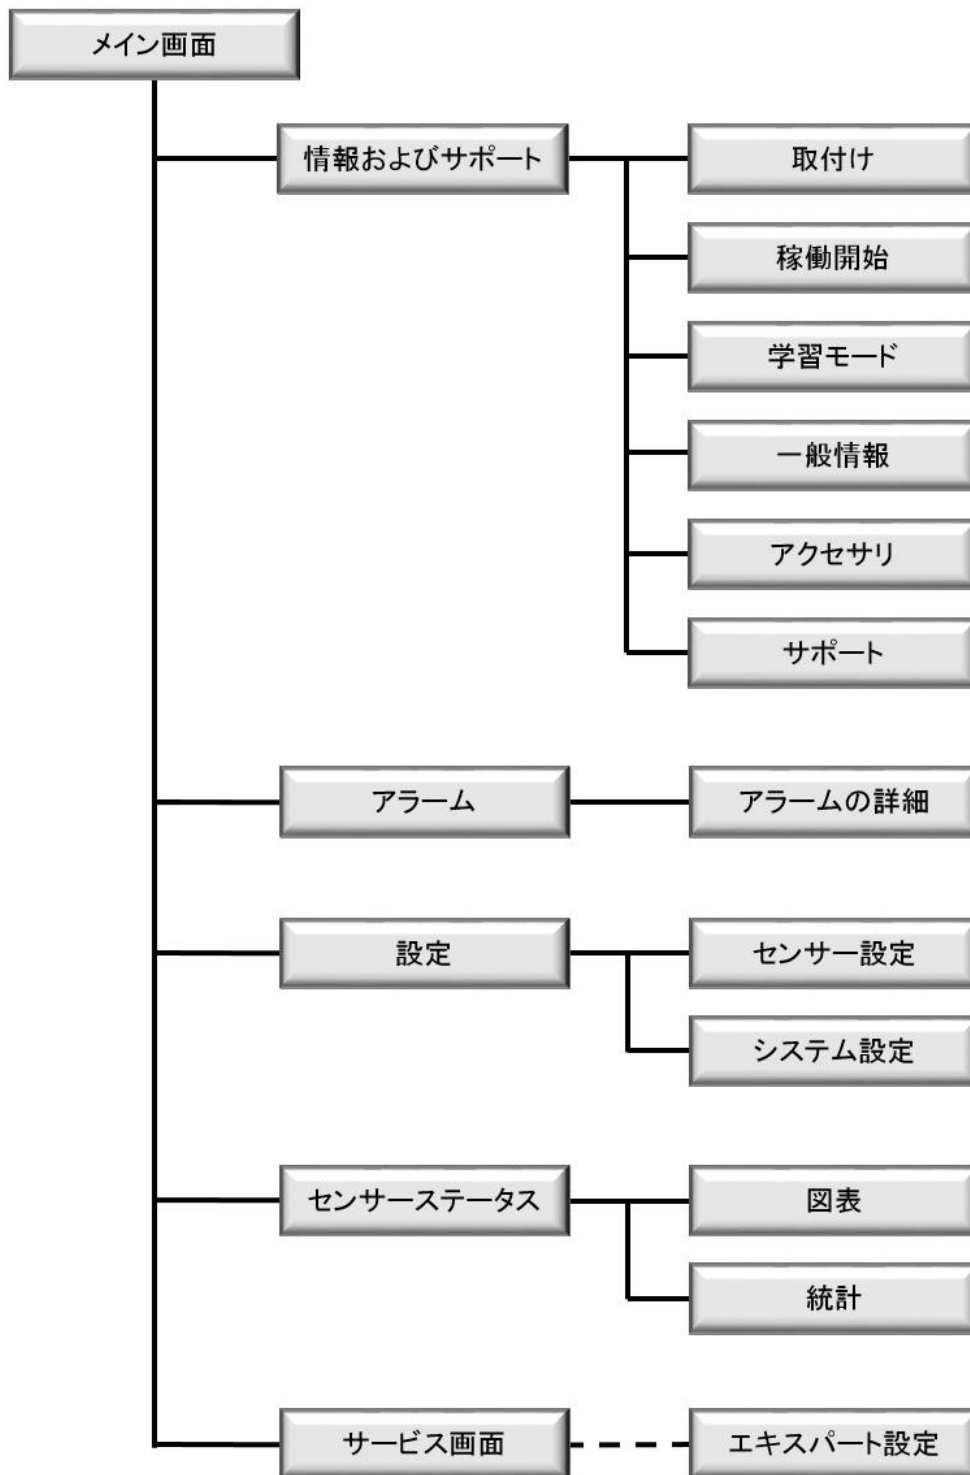 メイン画面
情報およびサポート
取付け
稼働開始
学習モード
一般情報
アクセサリ
サポート
アラーム
アラームの詳細
設定
センサー設定
システム設定
センサーステータス
図表
統計
サービス画面
エキスパート設定